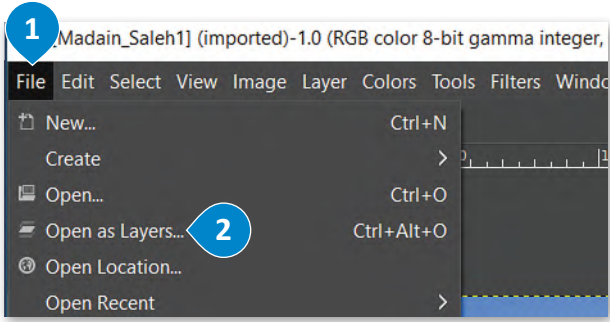 1
[Madain_Saleh1] (imported)-1.0 (RGB color 8-bit gamma integer,
File Edit Select View Image Layer Colors Tools Filters Windo
New... Ctrl+N
Create >
Open... Ctrl+O
Open as Layers... 2 Ctrl+Alt+O
Open Location...
Open Recent >